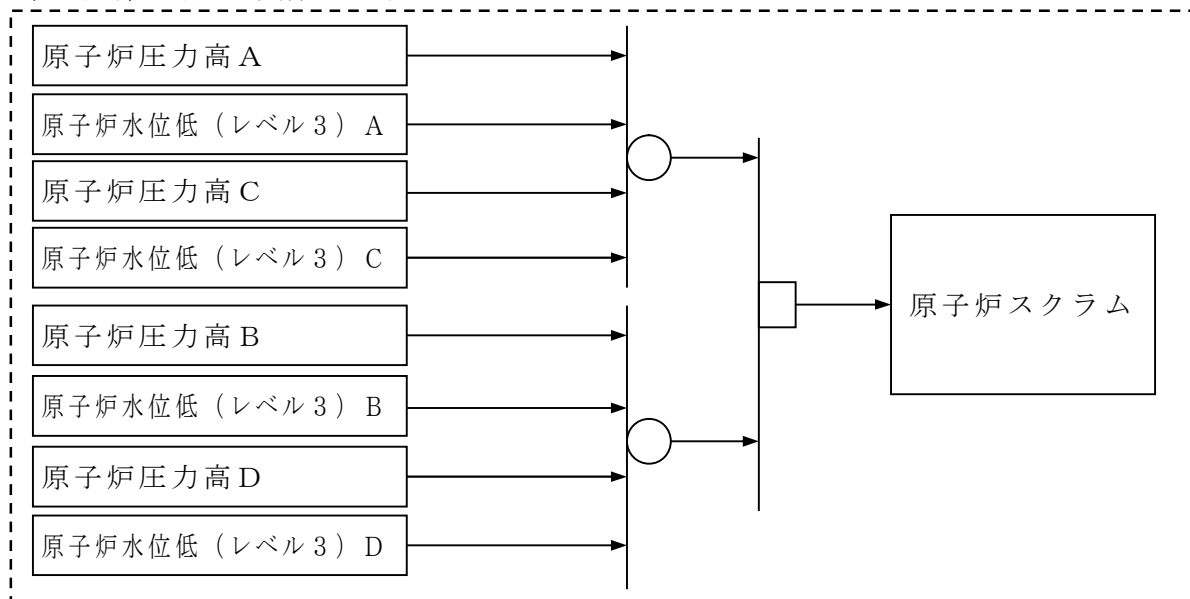 原子炉圧力高A
原子炉水位低（レベル３）A
原子炉圧力高C
原子炉水位低（レベル３）C
原子炉圧力高B
原子炉水位低（レベル３）B
原子炉圧力高D
原子炉水位低（レベル３）D
原子炉スクラム